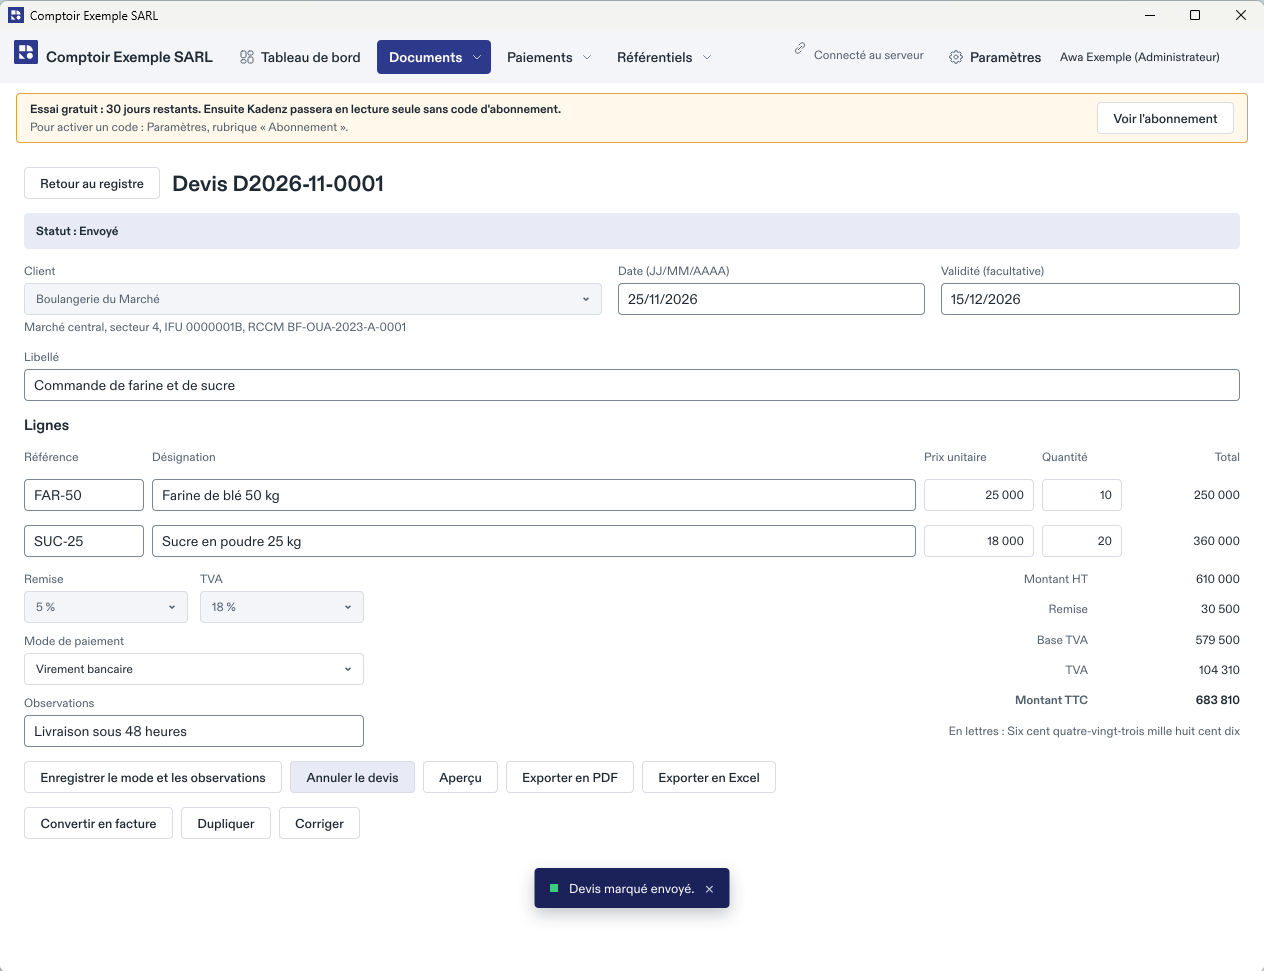 Comptoir Exemple SARL
Comptoir Exemple SARL
Tableau de bord
Documents
Paiements
Référentiels
Connecté au serveur
Paramètres
Awa Exemple (Administrateur)
Essai gratuit : 30 jours restants. Ensuite Kadenz passera en lecture seule sans code d'abonnement.
Pour activer un code : Paramètres, rubrique « Abonnement ».
Voir l'abonnement
Retour au registre
Devis D2026-11-0001
Statut : Envoyé
Client
Date (JJ/MM/AAAA)
Validité (facultative)
Boulangerie du Marché
25/11/2026
15/12/2026
Marché central, secteur 4, IFU 0000001B, RCCM BF-OUA-2023-A-0001
Libellé
Commande de farine et de sucre
Lignes
Référence
Désignation
Prix unitaire
Quantité
Total
FAR-50
Farine de blé 50 kg
25 000
10
250 000
SUC-25
Sucre en poudre 25 kg
18 000
20
360 000
Remise
TVA
Montant HT
610 000
5 %
18 %
Remise
30 500
Mode de paiement
Base TVA
579 500
Virement bancaire
TVA
104 310
Observations
Montant TTC
683 810
Livraison sous 48 heures
En lettres : Six cent quatre-vingt-trois mille huit cent dix
Enregistrer le mode et les observations
Annuler le devis
Aperçu
Exporter en PDF
Exporter en Excel
Convertir en facture
Dupliquer
Corriger
Devis marqué envoyé.